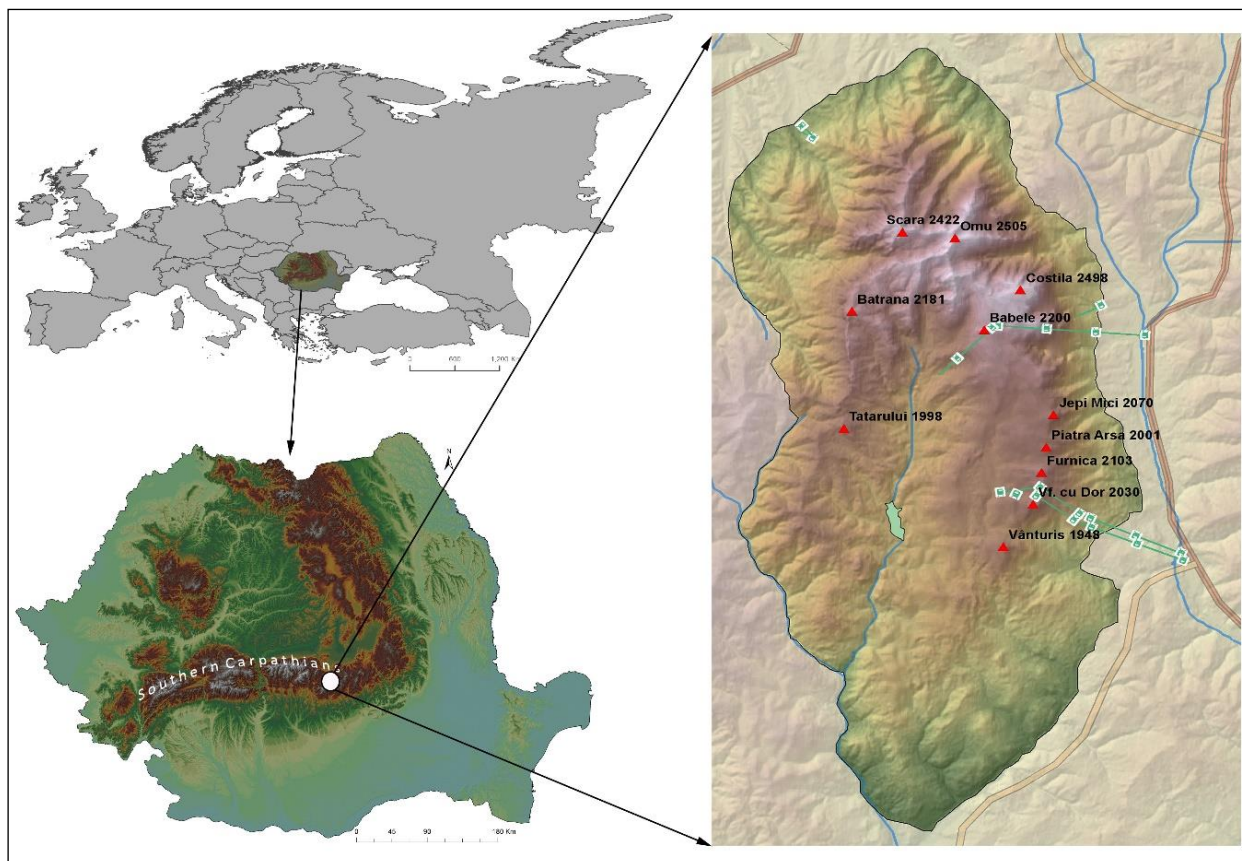 0 600 1,200 Km
N
Southern Carpathians
0 45 90 180 Km
Scara 2422
Omu 2505
Costila 2498
Batrana 2181
Babele 2200
Jepi Mici 2070
Tatarului 1998
Piatra Arsa 2001
Furnica 2103
Vf. cu Dor 2030
Vânturis 1948